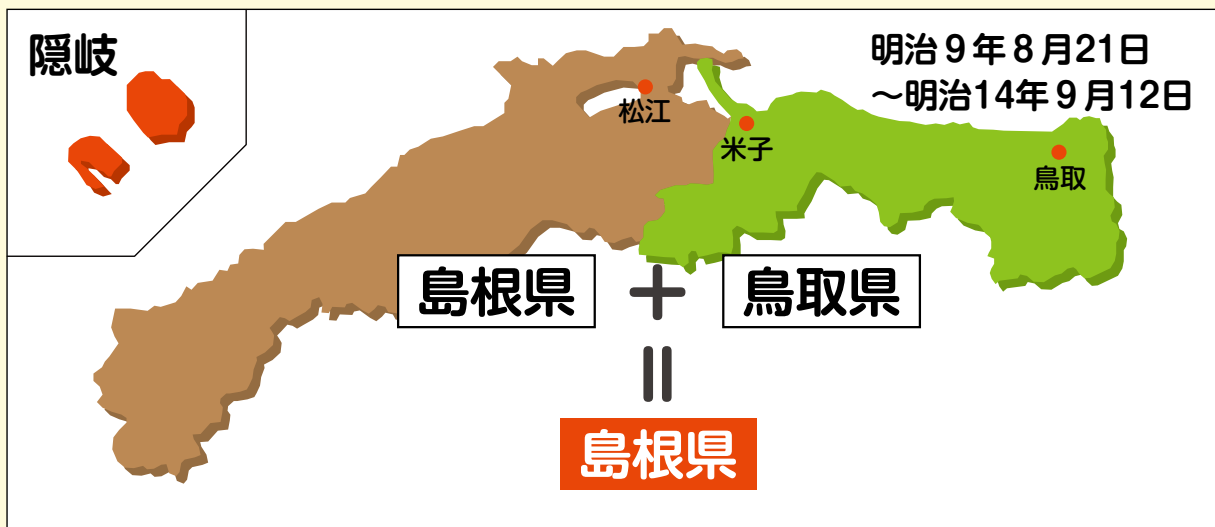 隠岐
明治９年８月21日
～明治14年９月12日
松江
米子
鳥取
島根県
＋
鳥取県
＝
島根県